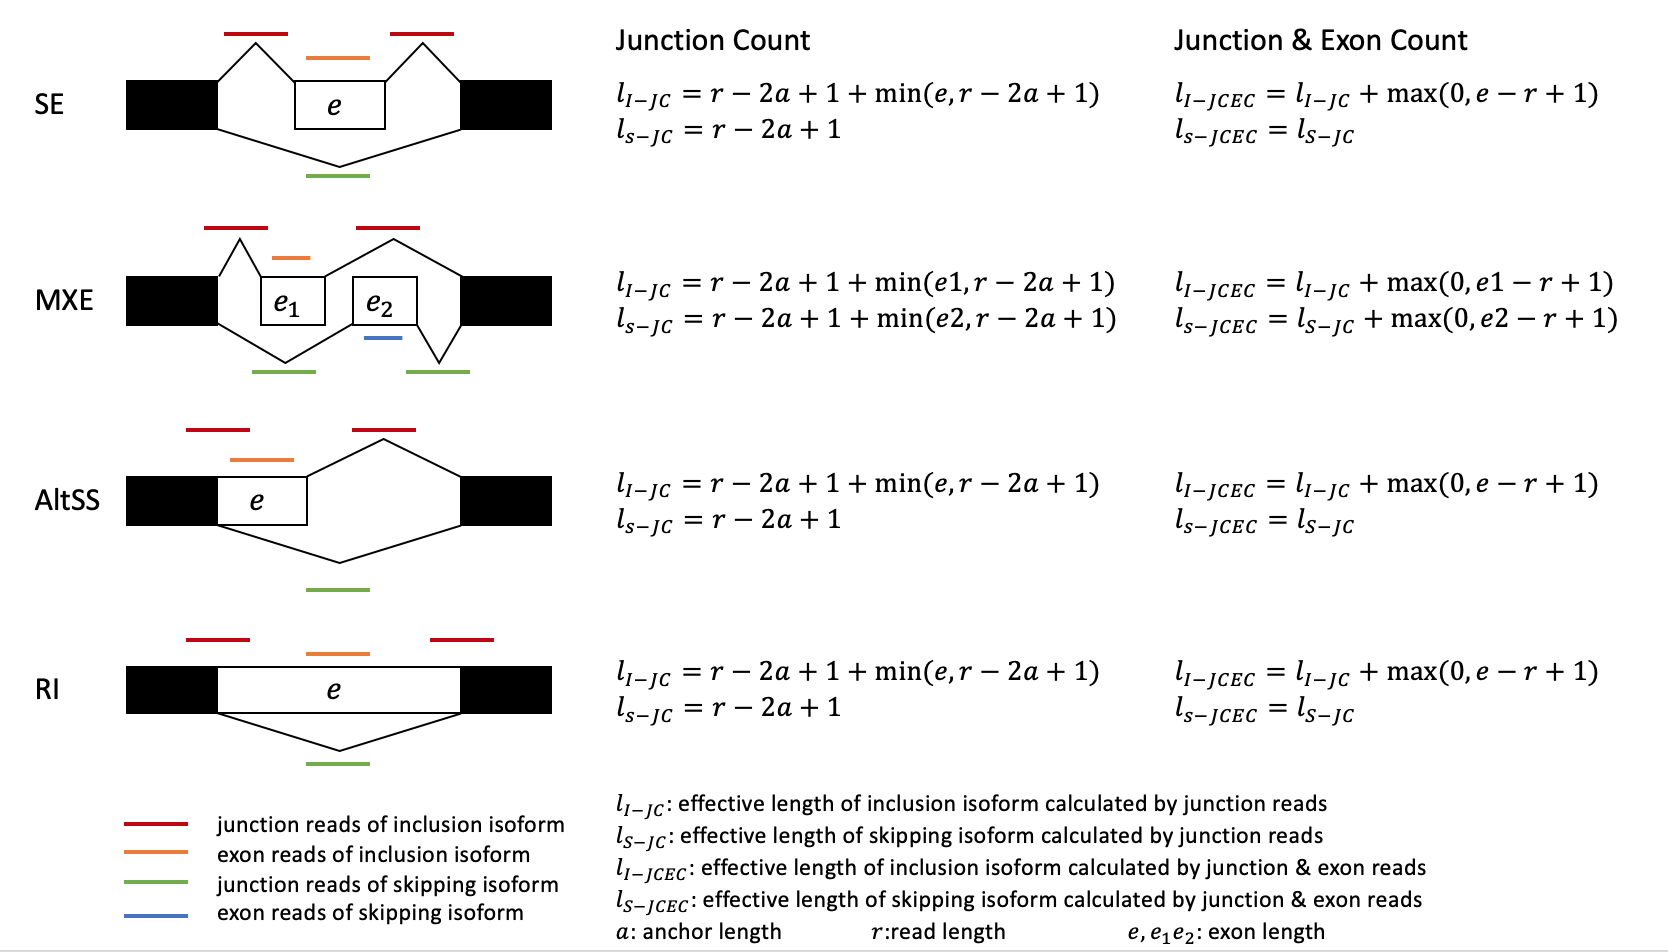 Junction Count
Junction & Exon Count
SE
e
l_{I−JC} = r − 2a + 1 + min(e, r − 2a + 1)
l_{s−JC} = r − 2a + 1
l_{I−JCEC} = l_{I−JC} + max(0, e − r + 1)
l_{s−JCEC} = l_{S−JC}
MXE
e_1
e_2
l_{I−JC} = r − 2a + 1 + min(e1, r − 2a + 1)
l_{s−JC} = r − 2a + 1 + min(e2, r − 2a + 1)
l_{I−JCEC} = l_{I−JC} + max(0, e1 − r + 1)
l_{s−JCEC} = l_{S−JC} + max(0, e2 − r + 1)
AltSS
e
l_{I−JC} = r − 2a + 1 + min(e, r − 2a + 1)
l_{s−JC} = r − 2a + 1
l_{I−JCEC} = l_{I−JC} + max(0, e − r + 1)
l_{s−JCEC} = l_{S−JC}
RI
e
l_{I−JC} = r − 2a + 1 + min(e, r − 2a + 1)
l_{s−JC} = r − 2a + 1
l_{I−JCEC} = l_{I−JC} + max(0, e − r + 1)
l_{s−JCEC} = l_{S−JC}
junction reads of inclusion isoform
exon reads of inclusion isoform
junction reads of skipping isoform
exon reads of skipping isoform
l_{I−JC}: effective length of inclusion isoform calculated by junction reads
l_{S−JC}: effective length of skipping isoform calculated by junction reads
l_{I−JCEC}: effective length of inclusion isoform calculated by junction & exon reads
l_{S−JCEC}: effective length of skipping isoform calculated by junction & exon reads
a: anchor length r:read length e, e_1e_2: exon length